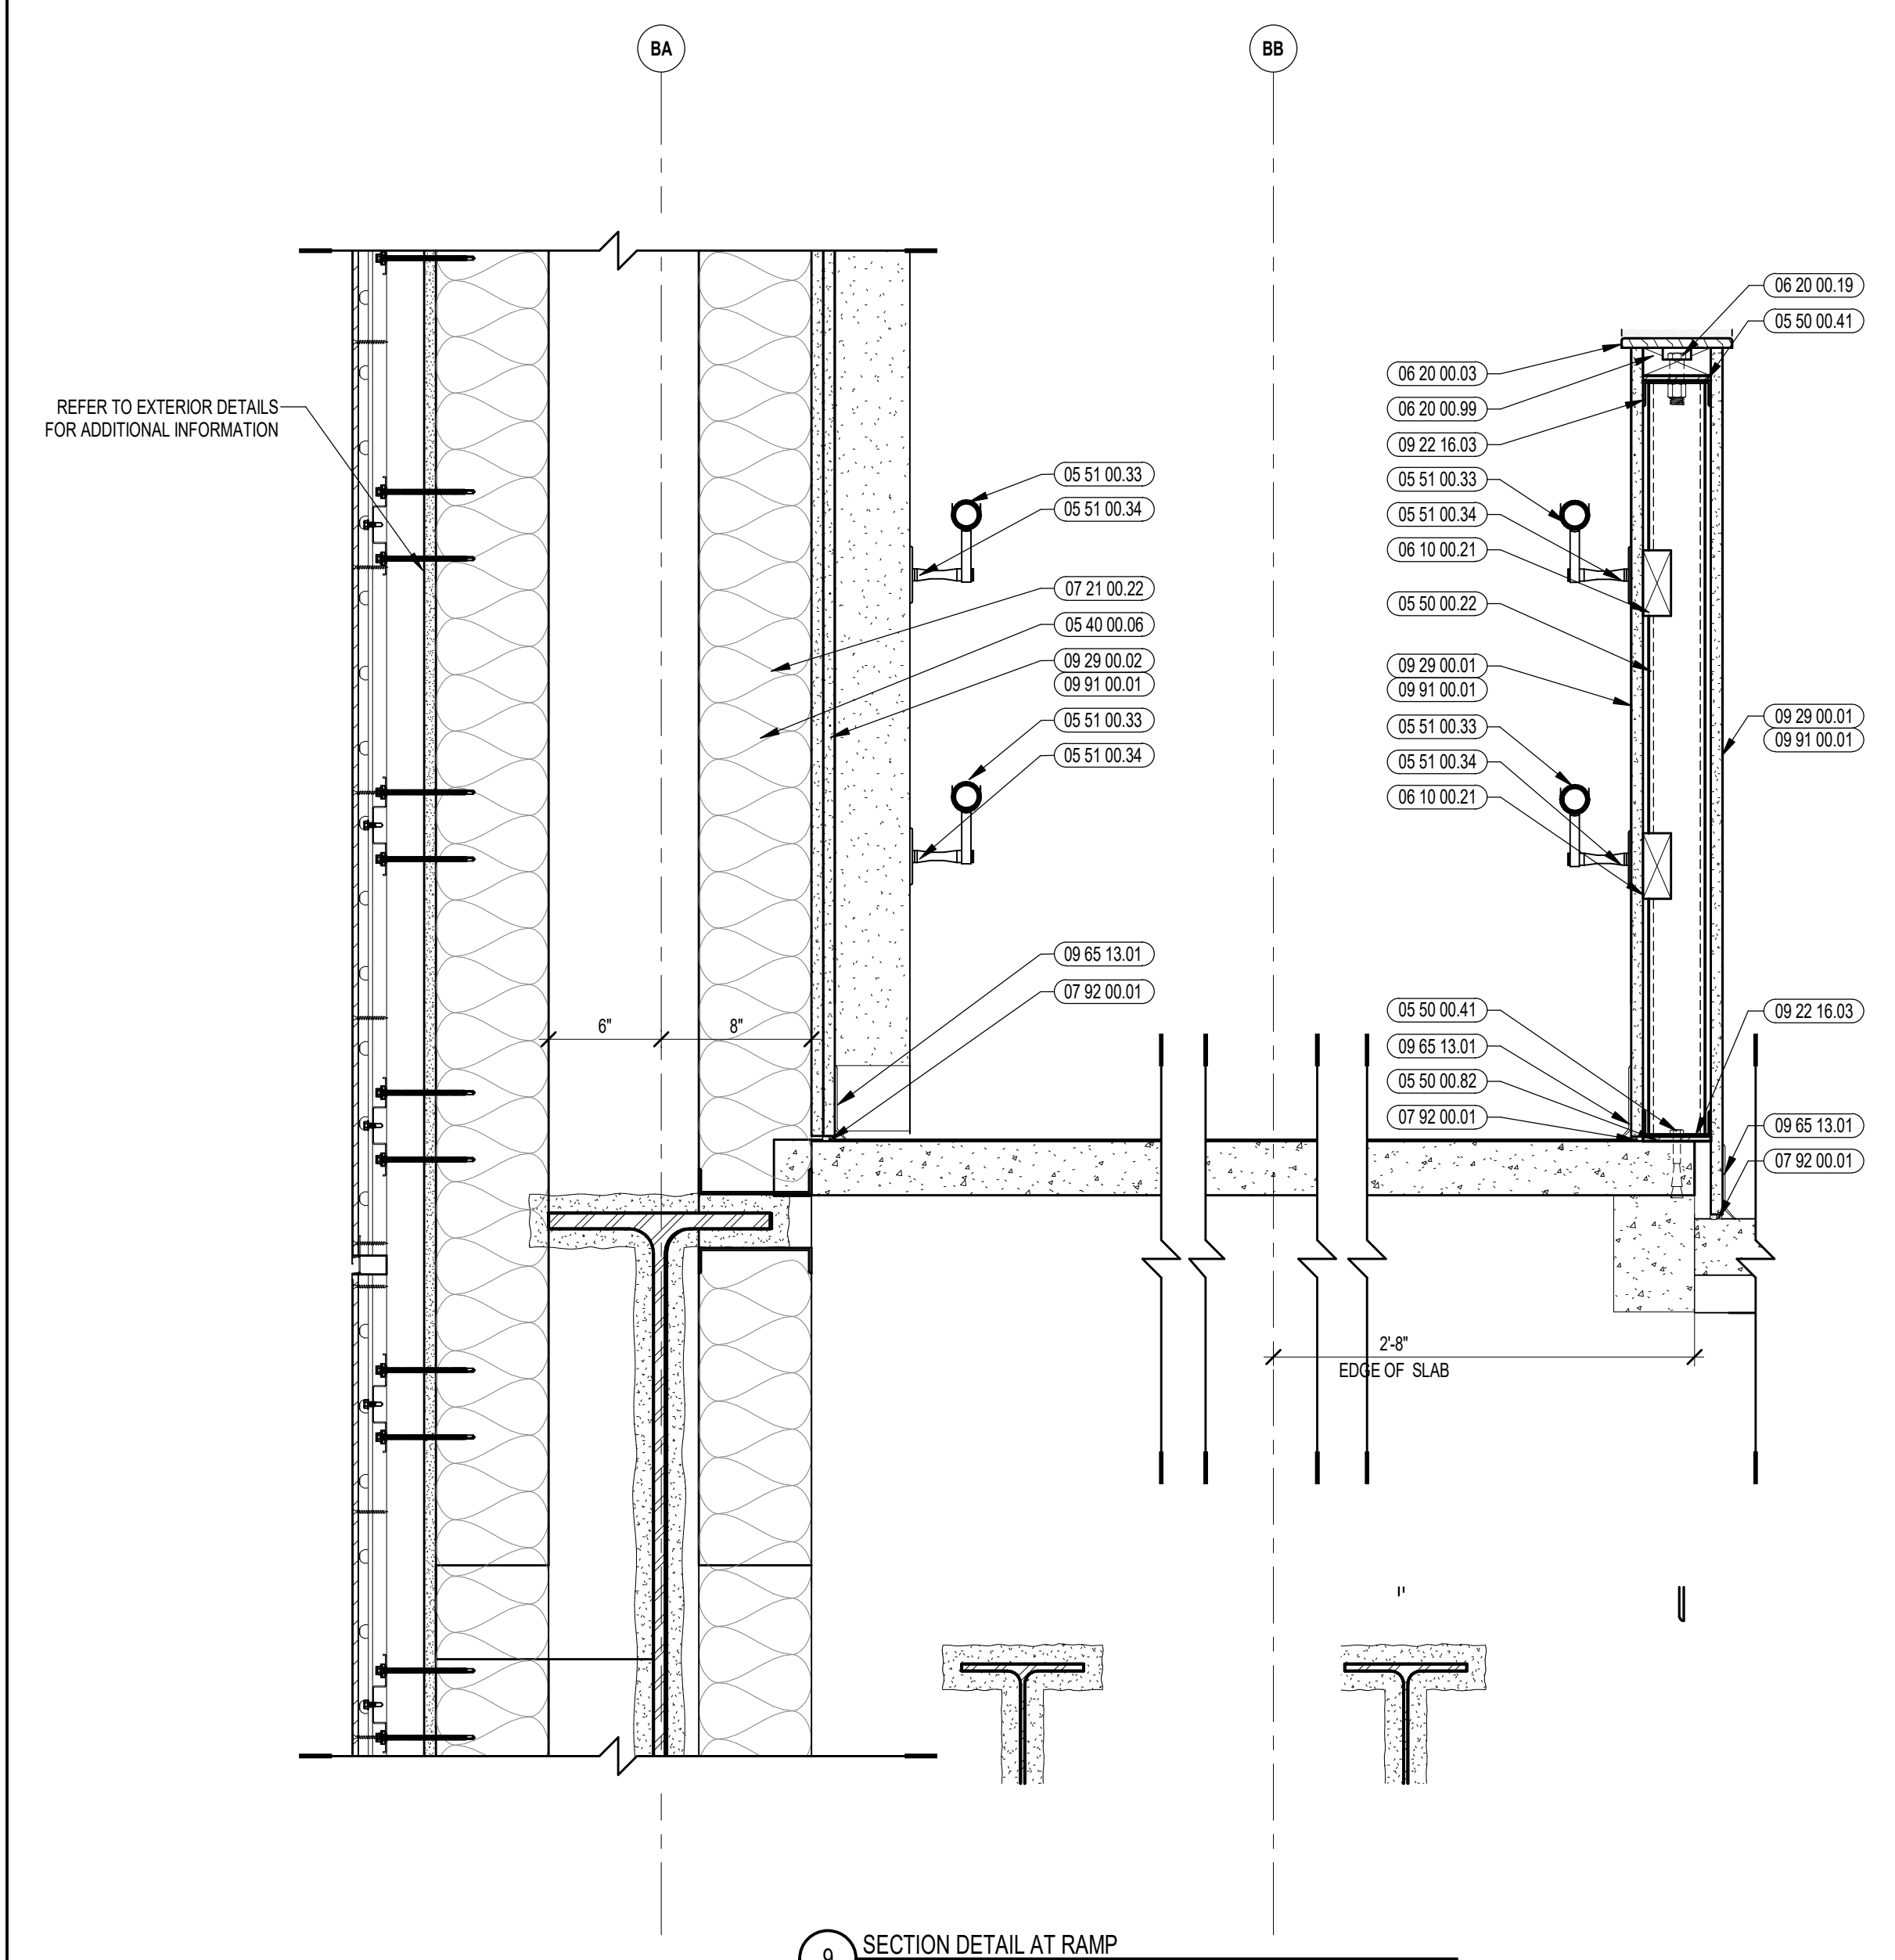 BA
BB
REFER TO EXTERIOR DETAILS
FOR ADDITIONAL INFORMATION
05 51 00.33
05 51 00.34
07 21 00.22
05 40 00.06
09 29 00.02
09 91 00.01
05 51 00.33
05 51 00.34
09 65 13.01
07 92 00.01
6"
8"
06 20 00.19
05 50 00.41
06 20 00.03
06 20 00.99
09 22 16.03
05 51 00.33
05 51 00.34
06 10 00.21
05 50 00.22
09 29 00.01
09 91 00.01
05 51 00.33
05 51 00.34
06 10 00.21
09 29 00.01
09 91 00.01
05 50 00.41
09 65 13.01
05 50 00.82
07 92 00.01
09 22 16.03
09 65 13.01
07 92 00.01
2'-8"
EDGE OF SLAB
9
SECTION DETAIL AT RAMP